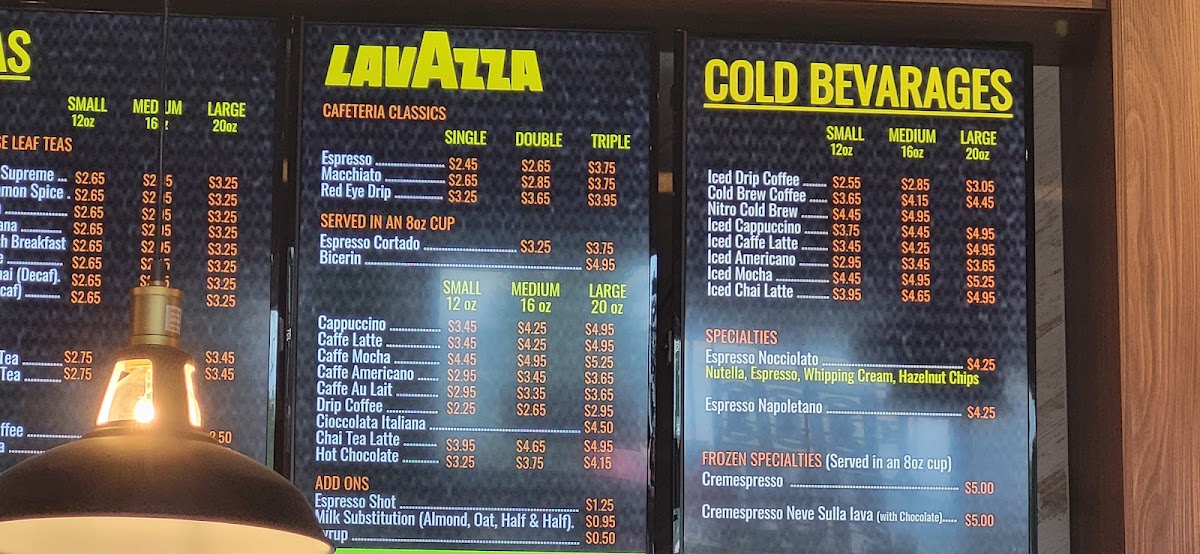 AS
SMALL MEDIUM LARGE
12oz 20oz
LEAF TEAS
Supreme ... $2.65 $3.25
Spice . $2.65 $3.25
$2.65 $3.25
$2.65 $3.25
Breakfast $2.65 $3.25
$2.65 $3.25
(Decaf). $2.65 $3.25
$2.65 $3.25
Tea ........ $2.75 $3.45
Tea ........ $2.75 $3.45
LAVAZZA
CAFETERIA CLASSICS
SINGLE DOUBLE TRIPLE
Espresso ........ $2.45 $2.65 $3.75
Macchiato ........ $2.65 $2.85 $3.75
Red Eye Drip ........ $3.25 $3.65 $3.95
SERVED IN AN 8oz CUP
Espresso Cortado ........ $3.25 $3.75
Bicerin ........ $4.95
SMALL MEDIUM LARGE
12 oz 16 oz 20 oz
Cappuccino ........ $3.45 $4.25 $4.95
Caffe Latte ........ $3.45 $4.25 $4.95
Caffe Mocha ........ $4.45 $4.95 $5.25
Caffe Americano ........ $2.95 $3.45 $3.65
Caffe Au Lait ........ $2.95 $3.35 $3.65
Drip Coffee ........ $2.25 $2.65 $2.95
Cioccolata Italiana ........ $4.50
Chai Tea Latte ........ $3.95 $4.65 $4.95
Hot Chocolate ........ $3.25 $3.75 $4.15
ADD ONS
Espresso Shot ........ $1.25
Milk Substitution (Almond, Oat, Half & Half). $0.95
........ $0.50
COLD BEVARAGES
SMALL MEDIUM LARGE
12oz 16oz 20oz
Iced Drip Coffee ....... $2.55 $2.85 $3.05
Cold Brew Coffee ..... $3.65 $4.15 $4.45
Nitro Cold Brew ....... $4.45 $4.95
Iced Cappuccino ...... $3.75 $4.45 $4.95
Iced Caffe Latte ....... $3.45 $4.25 $4.95
Iced Americano ........ $2.95 $3.45 $3.65
Iced Mocha ........ $4.45 $4.95 $5.25
Iced Chai Latte ........ $3.95 $4.65 $4.95
SPECIALTIES
Espresso Nocciolato ........ $4.25
Nutella, Espresso, Whipping Cream, Hazelnut Chips
Espresso Napoletano ........ $4.25
FROZEN SPECIALTIES (Served in an 8oz cup)
Cremespresso ........ $5.00
Cremespresso Neve Sulla lava (with Chocolate)..... $5.00